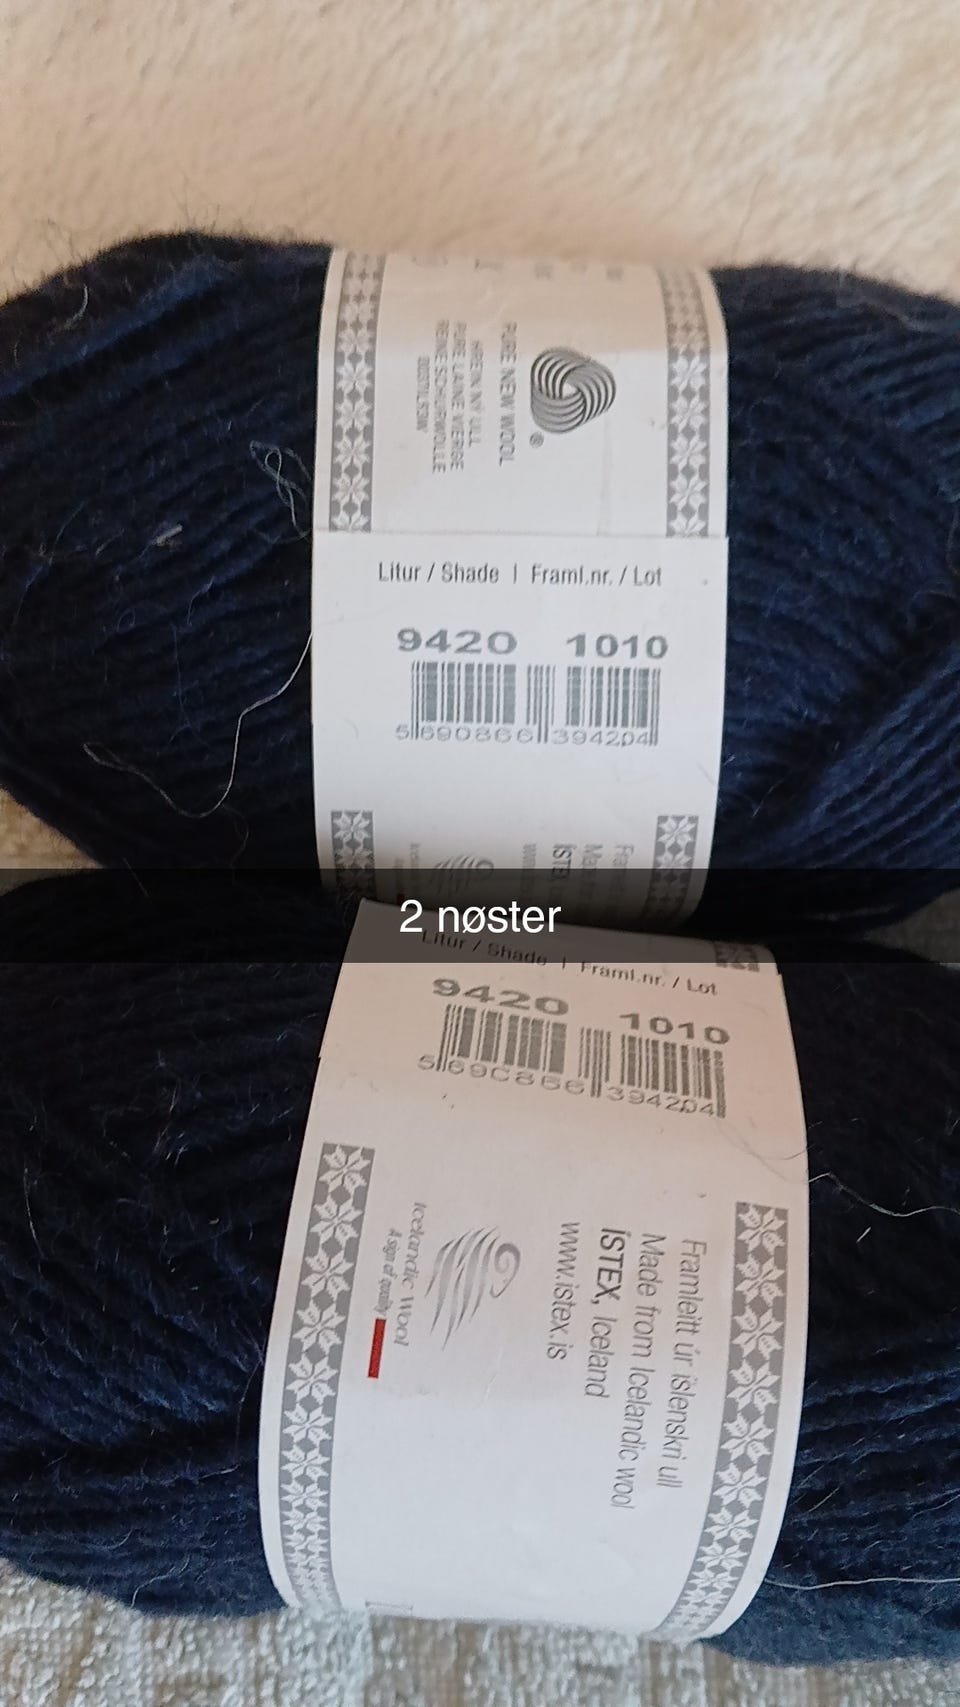 PURE NEW WOOL
HREIN NÝ ULL
PURE LAINE VIERGE
REINE SCHURWOLLE
Litur / Shade | Framl.nr. / Lot
9420 1010
5 690866 394204
ÍSTEX
2 nøster
Litur / Shade | Framl.nr. / Lot
9420 1010
5 690866 394204
Framleitt úr íslenskri ull
Made from Icelandic wool
ÍSTEX, Iceland
www.istex.is
Icelandic Wool
A sign of quality